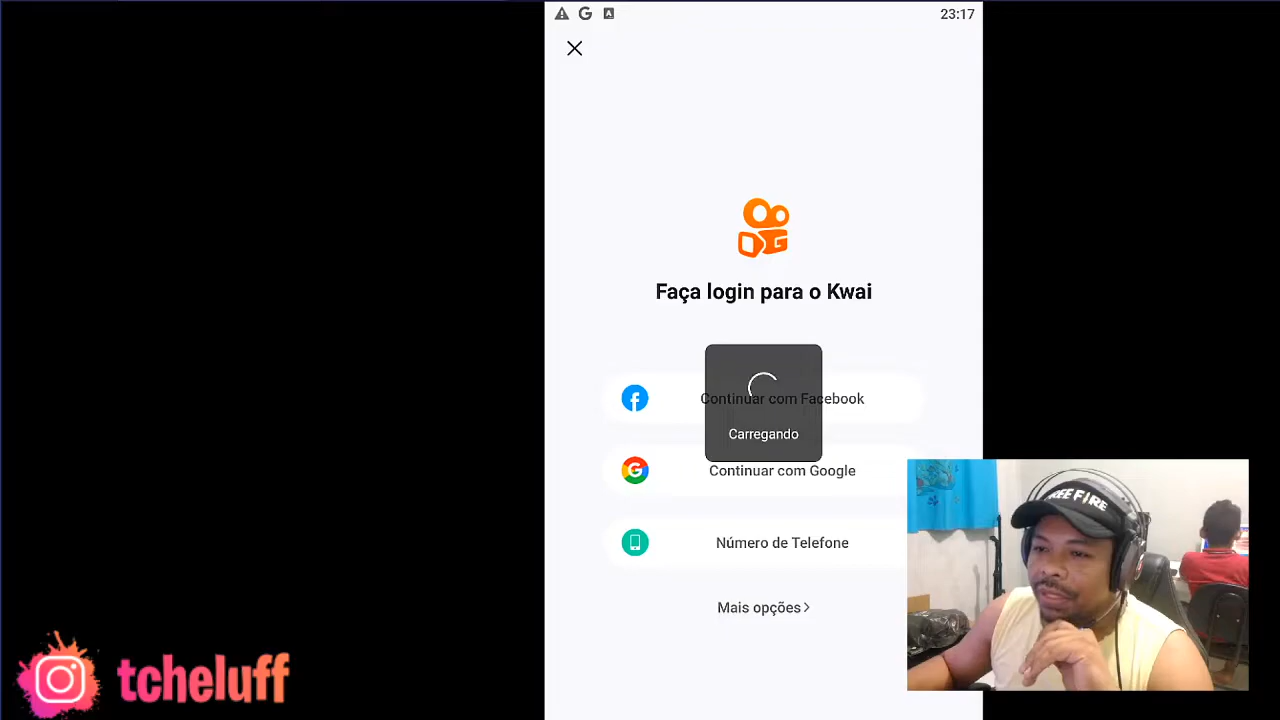 23:17
Faça login para o Kwai
Continuar com Facebook
Carregando
Continuar com Google
Número de Telefone
Mais opções
FREE FIRE
tcheluff